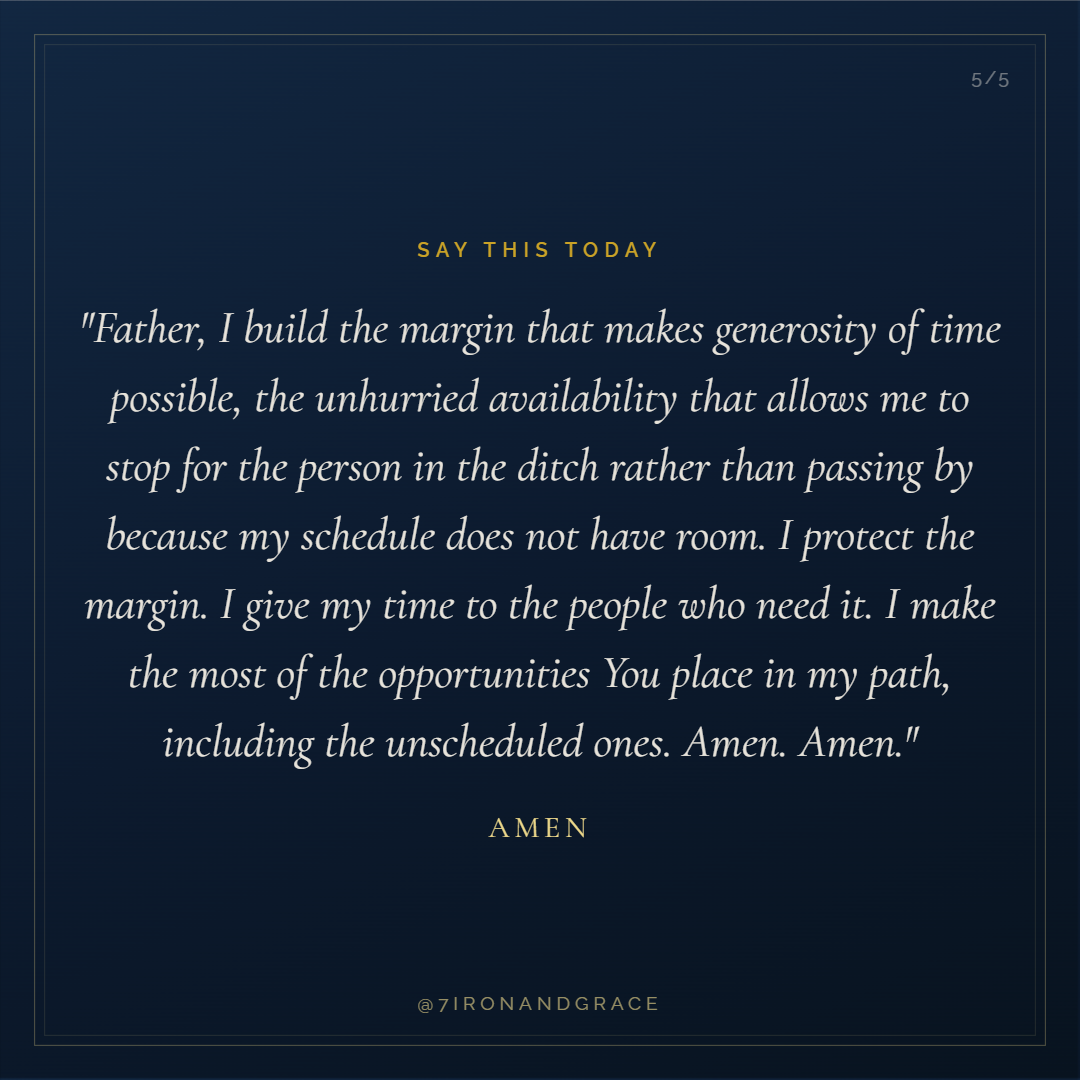 5/5
SAY THIS TODAY
"Father, I build the margin that makes generosity of time
possible, the unhurried availability that allows me to
stop for the person in the ditch rather than passing by
because my schedule does not have room. I protect the
margin. I give my time to the people who need it. I make
the most of the opportunities You place in my path,
including the unscheduled ones. Amen. Amen."
AMEN
@7IRONANDGRACE